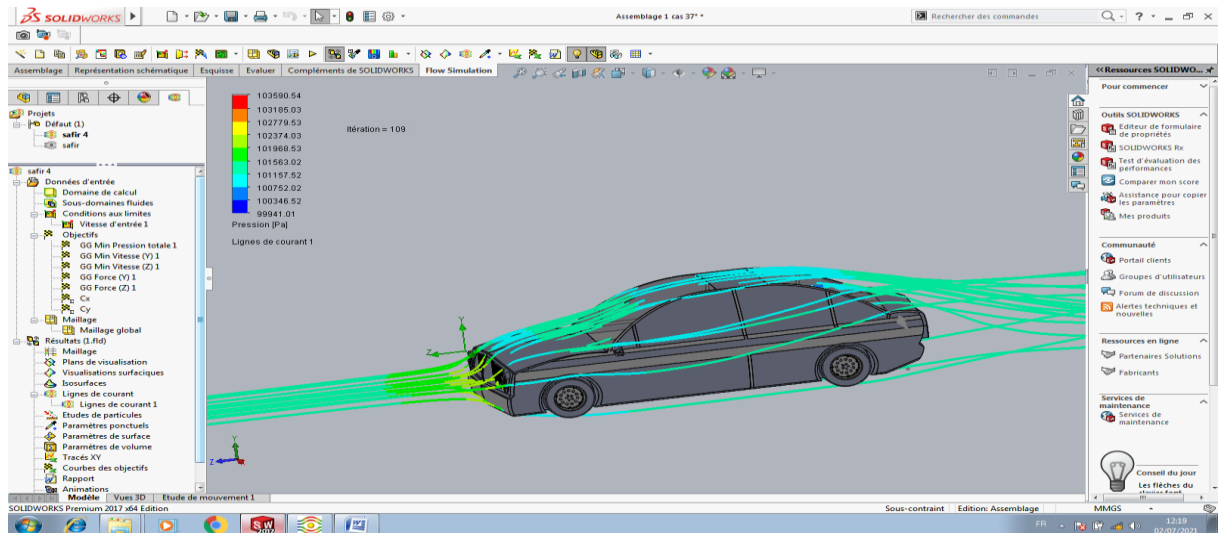 SOLIDWORKS
Assemblage 1 cas 37° *
Rechercher des commandes
Assemblage
Représentation schématique
Esquisse
Evaluer
Compléments de SOLIDWORKS
Flow Simulation
Projets
Défaut (1)
safir 4
safir
safir 4
Données d'entrée
Domaine de calcul
Sous-domaines fluides
Conditions aux limites
Vitesse d'entrée 1
Objectifs
GG Min Pression totale 1
GG Min Vitesse (Y) 1
GG Min Vitesse (Z) 1
GG Force (Y) 1
GG Force (Z) 1
Cx
Cy
Maillage
Maillage global
Résultats (1.fld)
Maillage
Plans de visualisation
Visualisations surfaciques
Isosurfaces
Lignes de courant
Lignes de courant 1
Etudes de particules
Paramètres ponctuels
Paramètres de surface
Paramètres de volume
Tracés XY
Courbes des objectifs
Rapport
Animations
103590.54
103185.03
102779.53
102374.03
101968.53
101563.02
101157.52
100752.02
100346.52
99941.01
Pression [Pa]
Lignes de courant 1
Itération = 109
Y
Z
Y
Z
<<Ressources SOLIDWO...
Pour commencer
Outils SOLIDWORKS
Editeur de formulaire
de propriétés
SOLIDWORKS Rx
Test d'évaluation des
performances
Comparer mon score
Assistance pour copier
les paramètres
Mes produits
Communauté
Portail clients
Groupes d'utilisateurs
Forum de discussion
Alertes techniques et
nouvelles
Ressources en ligne
Partenaires Solutions
Fabricants
Services de
maintenance
Services de
maintenance
Conseil du jour
Les flèches du
Modèle
Vues 3D
Etude de mouvement 1
SOLIDWORKS Premium 2017 x64 Edition
Sous-contraint
Edition: Assemblage
MMGS
FR
12:19
02/07/2021